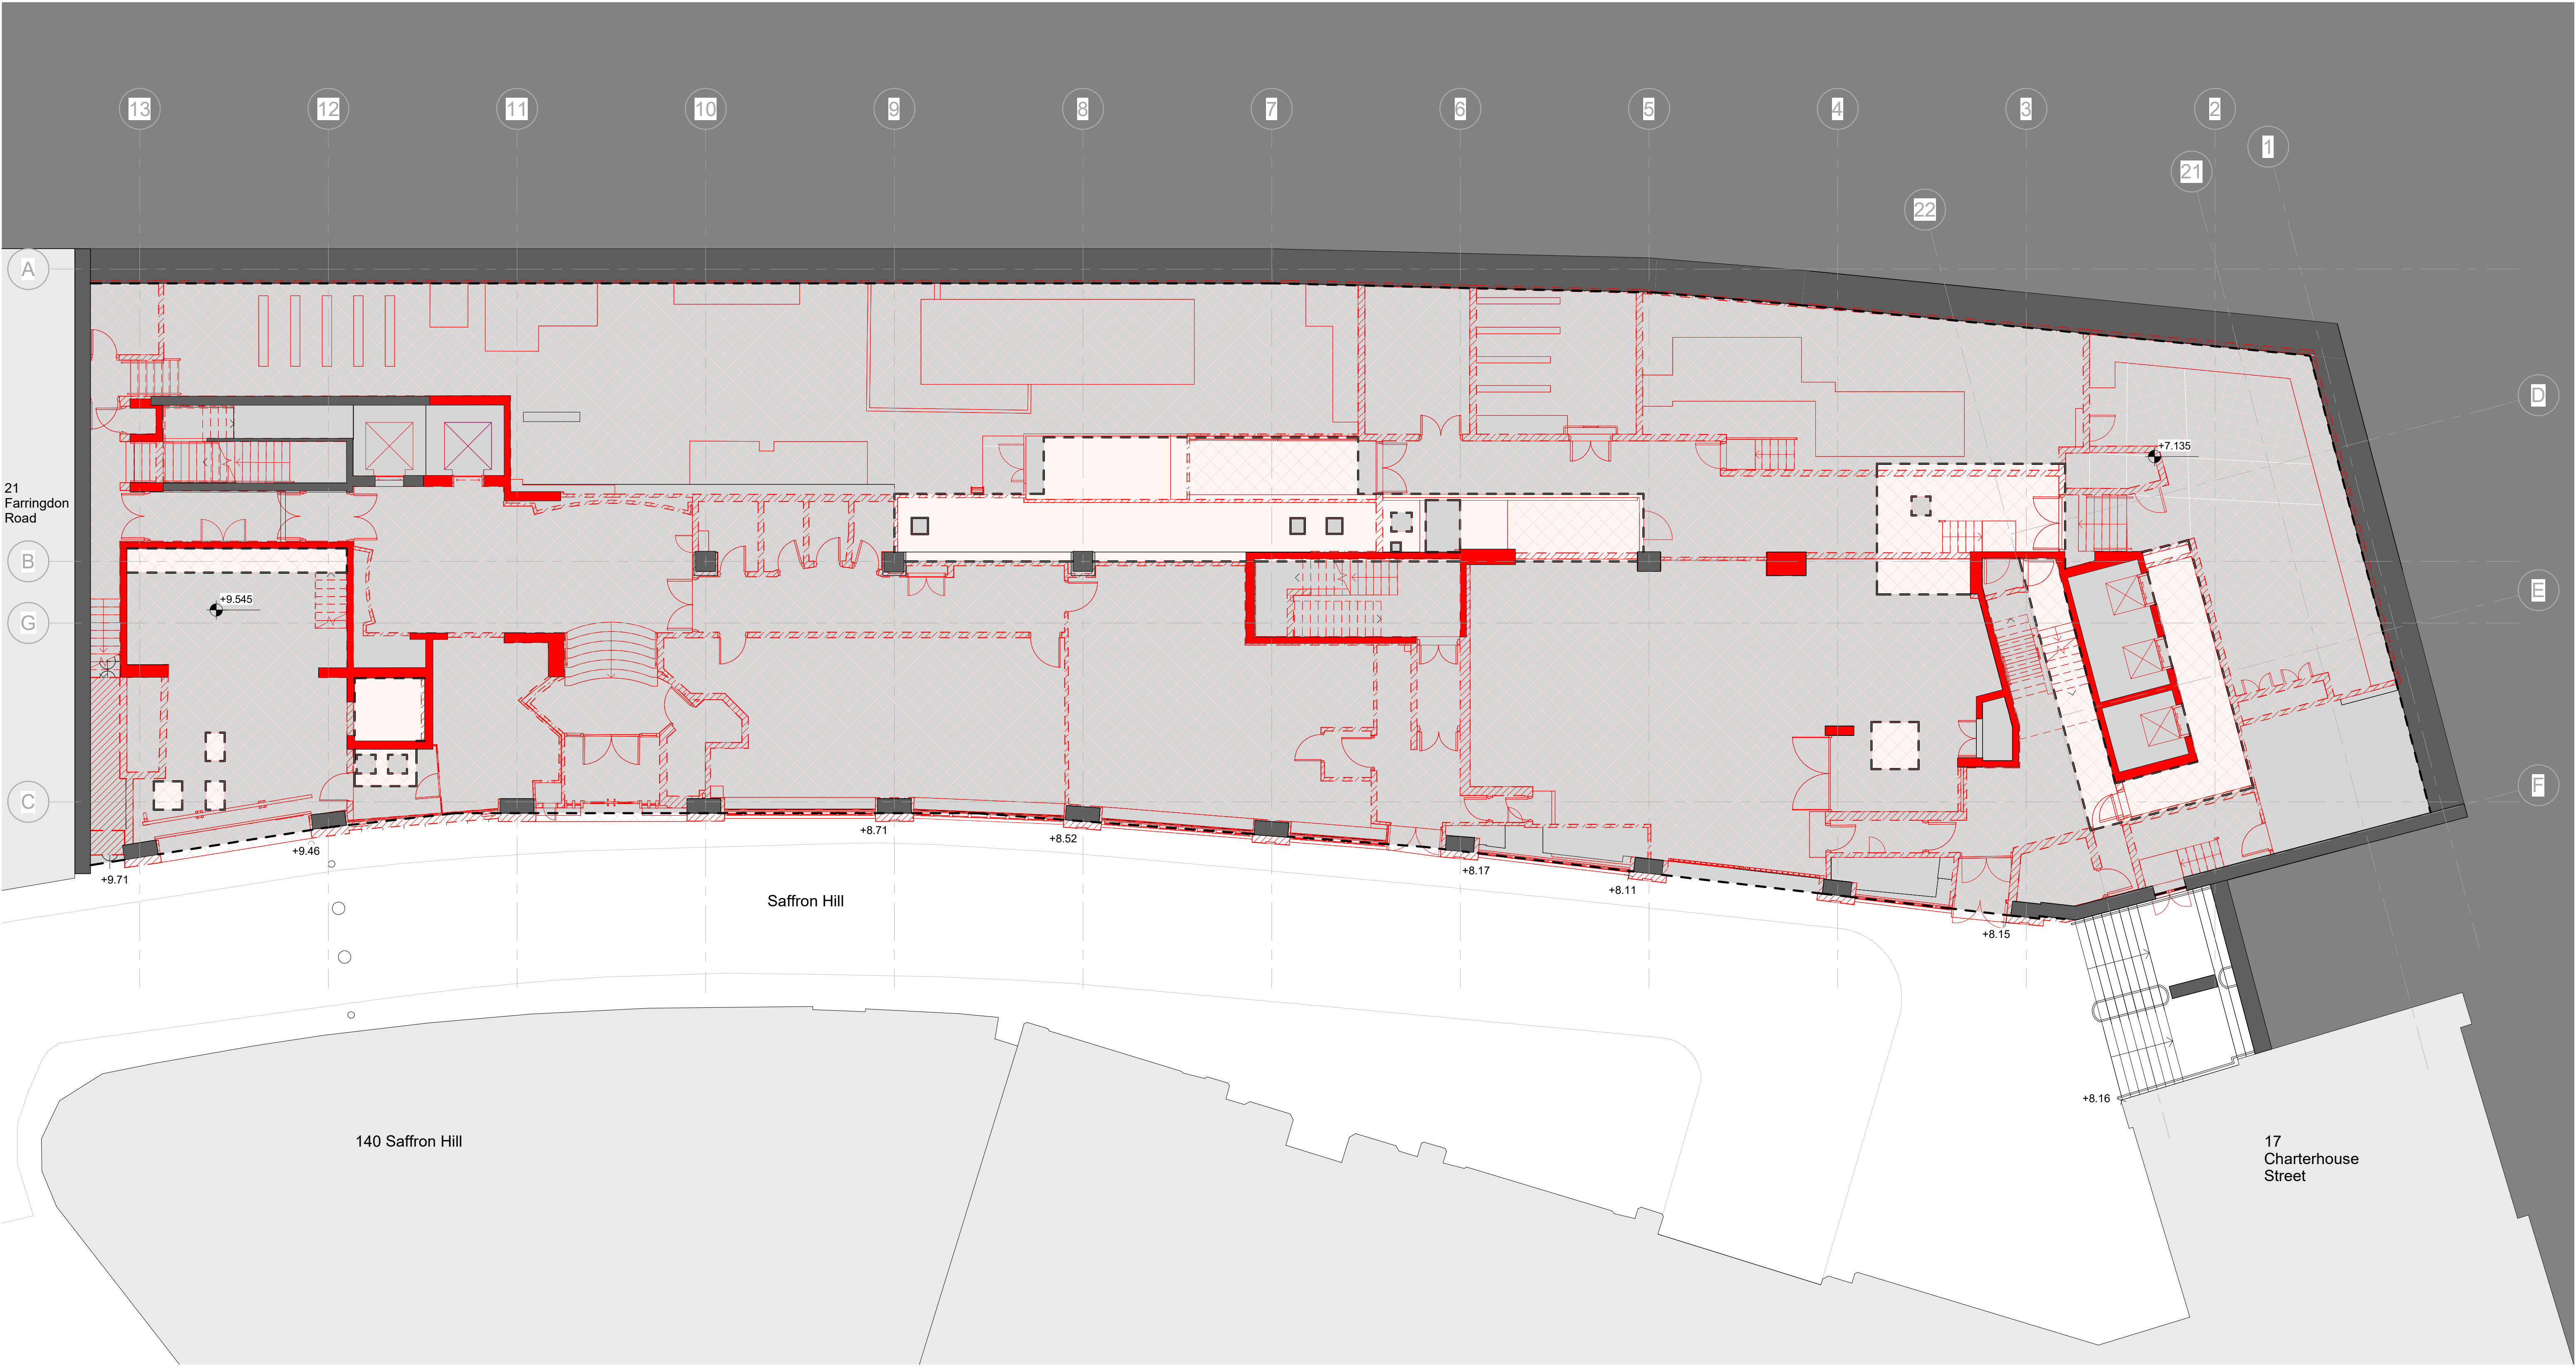 13
12
11
10
9
8
7
6
5
4
3
2
1
21
22
A
D
+7.135
21
Farringdon
Road
B
E
+9.545
G
C
F
+8.71
+8.52
+9.46
+9.71
+8.17
+8.11
Saffron Hill
+8.15
+8.16
140 Saffron Hill
17
Charterhouse
Street